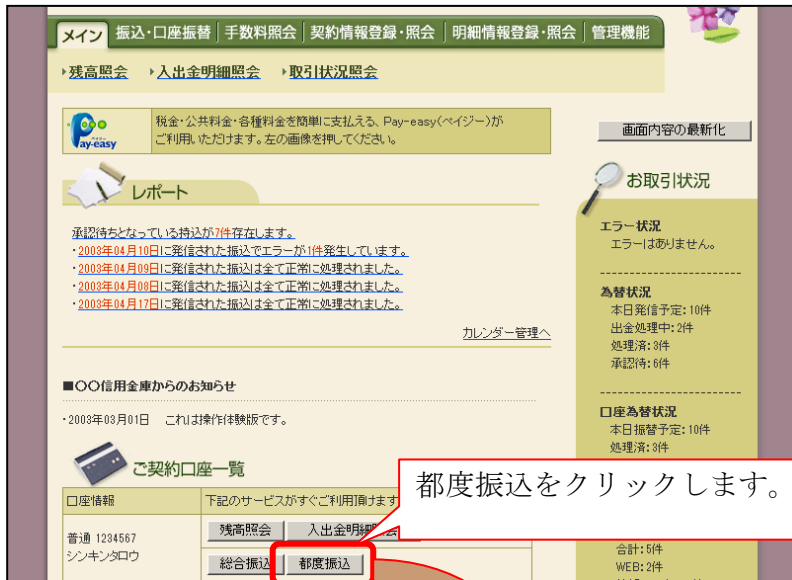 メイン 振込・口座振替 手数料照会 契約情報登録・照会 明細情報登録・照会 管理機能
残高照会 入出金明細照会 取引状況照会
ペイジー
Pay-easy
税金・公共料金・各種料金を簡単に支払える、Pay-easy(ペイジー)が
ご利用いただけます。左の画像を押してください。
画面内容の最新化
レポート
承認待ちとなっている持込が7件存在します。
・2003年04月10日に発信された振込でエラーが1件発生しています。
・2003年04月09日に発信された振込は全て正常に処理されました。
・2003年04月08日に発信された振込は全て正常に処理されました。
・2003年04月17日に発信された振込は全て正常に処理されました。
カレンダー管理へ
■〇〇信用金庫からのお知らせ
・2003年03月01日 これは操作体験版です。
ご契約口座一覧
口座情報 下記のサービスがすぐご利用頂けます
普通 1234567
シンキンタロウ
残高照会 入出金明細
総合振込 都度振込
都度振込をクリックします。
お取引状況
エラー状況
エラーはありません。
為替状況
本日発信予定:10件
出金処理中:2件
処理済:3件
承認待:6件
口座為替状況
本日振替予定:10件
処理済:3件
合計:5件
WEB:2件